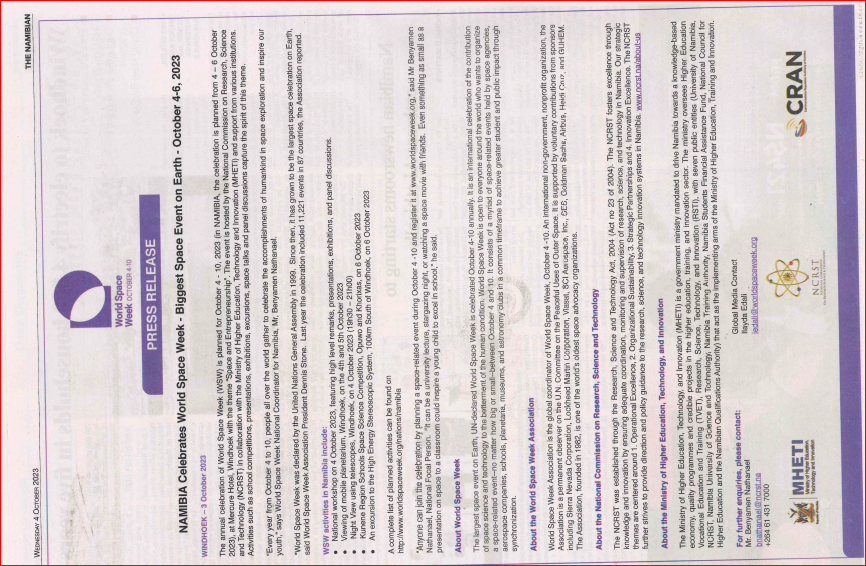 WEDNESDAY 4 OCTOBER 2023
THE NAMIBIAN
World Space
Week OCTOBER 4-10
PRESS RELEASE
NAMIBIA Celebrates World Space Week - Biggest Space Event on Earth - October 4-6, 2023
WINDHOEK – 3 October 2023
The annual celebration of World Space Week (WSW) is planned for October 4 - 10, 2023 (in NAMIBIA, the celebration is planned from 4 – 6 October
2023), at Mercure Hotel, Windhoek with the theme "Space and Entrepreneurship". The event is hosted by the National Commission on Research, Science
and Technology (NCRST) in collaboration with the Ministry of Higher Education, Technology and Innovation (MHETI) and support from various institutions.
Activities such as school competitions, presentations, exhibitions, excursions, space talks and panel discussions capture the spirit of this theme.
"Every year from October 4 to 10, people all over the world gather to celebrate the accomplishments of humankind in space exploration and inspire our
youth," says World Space Week National Coordinator for Namibia, Mr. Benyamen Nathanael.
"World Space Week was declared by the United Nations General Assembly in 1999. Since then, it has grown to be the largest space celebration on Earth,
said World Space Week Association President Dennis Stone. Last year the celebration included 11,221 events in 87 countries, the Association reported.
WSW activities in Namibia include:
• National workshop on 4 October 2023, featuring high level remarks, presentations, exhibitions, and panel discussions.
• Viewing of mobile planetarium, Windhoek, on the 4th and 5th October 2023
• Night View using telescopes, Windhoek, on 4 October 2023 (19h30 – 21h00)
• Kunene Region Schools Space Science Competition, Opuwo and Khorixas, on 6 October 2023
• An excursion to the High Energy Stereoscopic System, 100km South of Windhoek, on 6 October 2023
A complete list of planned activities can be found on
http://www.worldspaceweek.org/nations/namibia
"Anyone can join the celebration by planning a space-related event during October 4 -10 and register it at www.worldspaceweek.org," said Mr Benyamen
Nathanael, National Focal Person. "It can be a university lecture, stargazing night, or watching a space movie with friends. Even something as small as a
presentation on space to a classroom could inspire a young child to excel in school," he said.
About World Space Week
The largest space event on Earth, UN-declared World Space Week is celebrated October 4-10 annually. It is an international celebration of the contribution
of space science and technology to the betterment of the human condition. World Space Week is open to everyone around the world who wants to organize
a space-related event–no matter how big or small–between October 4 and 10. It consists of a myriad of space-related events held by space agencies,
aerospace companies, schools, planetaria, museums, and astronomy clubs in a common timeframe to achieve greater student and public impact through
synchronization.
About the World Space Week Association
World Space Week Association is the global coordinator of World Space Week, October 4 -10. An international non-government, nonprofit organization, the
Association is a permanent observer on the U.N. Committee on the Peaceful Uses of Outer Space. It is supported by voluntary contributions from sponsors
including Sierra Nevada Corporation, Lockheed Martin Corporation, Viasat, SCI Aerospace, Inc., Goldman Sachs, Airbus, and GUHEM.
The Association, founded in 1982, is one of the world's oldest space advocacy organizations.
About the National Commission on Research, Science and Technology
The NCRST was established through the Research, Science and Technology Act, 2004 (Act no 23 of 2004). The NCRST fosters excellence through
knowledge and innovation by ensuring adequate coordination, monitoring and supervision of research, science, and technology in Namibia. Our strategic
themes are centered around 1 Operational Excellence, 2. Organizational Sustainability, 3. Strategic Partnerships and 4. Innovation Excellence. The NCRST
further strives to provide direction and policy guidance to the research, science, and technology innovation systems in Namibia. www.ncrst.na/about-us
About the Ministry of Higher Education, Technology, and Innovation
The Ministry of Higher Education, Technology, and Innovation (MHETI) is a government ministry mandated to drive Namibia towards a knowledge-based
economy, quality programmes and credible projects in the higher education, training, and innovation sector. The ministry oversees Higher Education
Vocational Education and Training (TVET), Research, Science, Technology, and Innovation (RSTI), with seven public entities (University of Namibia,
NCRST, Namibia University of Science and Technology, Namibia Training Authority, Namibia Students Financial Assistance Fund, National Council for
Higher Education and the Namibian Qualifications Authority) that act as the implementing arms of the Ministry of Higher Education, Training and Innovation.
For further enquiries, please contact:
Mr. Benyamen Nathanael
bnathanael@ncrst.na
+264 61 431 7000
Global Media Contact
Ilayda Edali
iedali@worldspaceweek.org
MHETI
Ministry of Higher Education,
Technology and Innovation
NCRST
CRAN